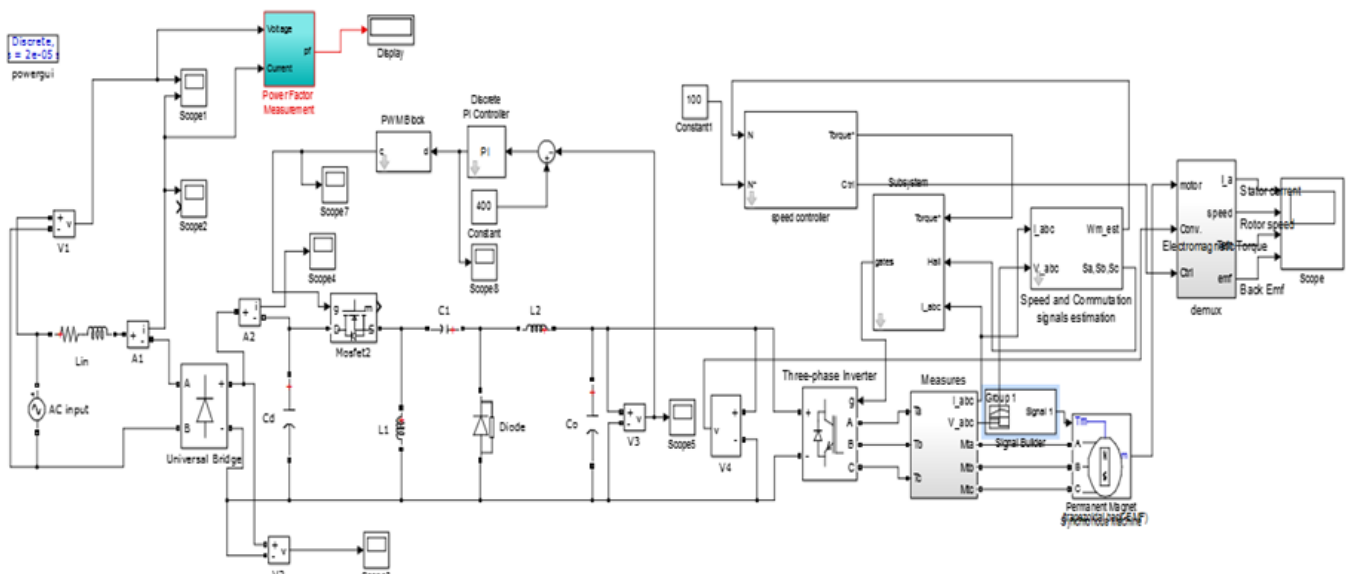 Discrete,
s = 2e-05 s
powergui
Voltage
Current
pf
Power Factor
Measurement
Display
Scope1
Scope2
+
-
v
V1
Lin
+
-
i
A1
AC input
A
B
+
-
Universal Bridge
+
-
i
A2
Scope4
Scope7
PWM Block
c
d
Discrete
PI Controller
PI
400
Constant
Scope8
g
m
D
S
Mosfet2
C1
L2
Cd
L1
Diode
Co
+
-
v
V3
Scope5
+
-
v
V4
+
-
v
100
Constant1
N
N*
Torque*
Ctrl
speed controller
Subsystem
Torque*
gates
Hall
I_abc
I_abc
V_abc
Wm_est
Sa,Sb,Sc
Speed and Commutation
signals estimation
motor
Conv.
Ctrl
I_a
speed
emf
demux
Stator current
Rotor speed
Electromagnetic Torque
Back Emf
Scope
Three-phase Inverter
g
+
-
A
B
C
Measures
Ta
Tb
Tc
I_abc
V_abc
Mta
Mtb
Mtc
Group 1
Signal 1
Signal Builder
Tm
A
B
C
m
N
S
Permanent Magnet
Synchronous Machine